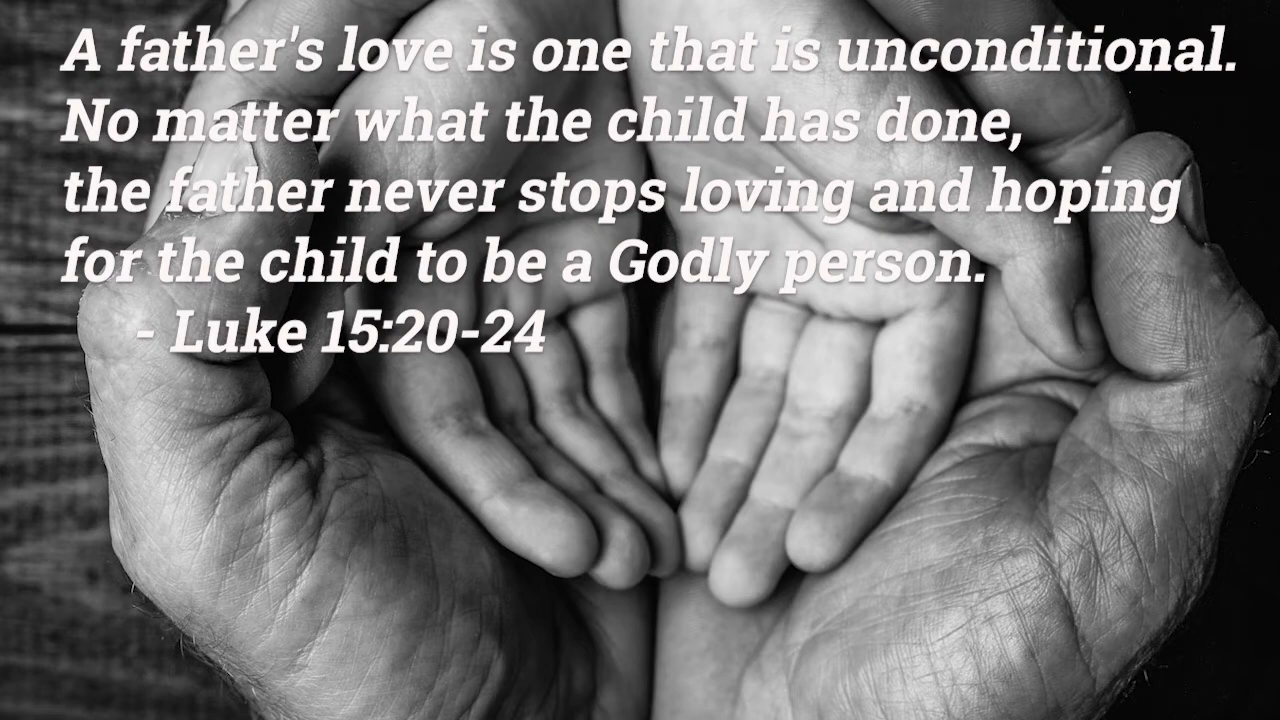 A father's love is one that is unconditional.
No matter what the child has done,
the father never stops loving and hoping
for the child to be a Godly person.
- Luke 15:20-24